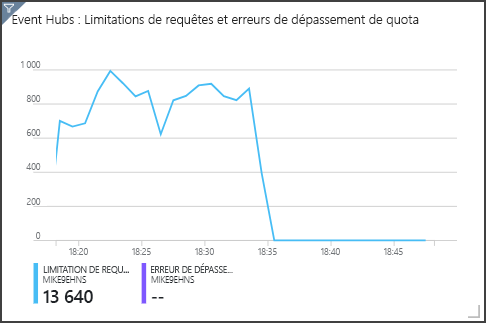 Event Hubs : Limitations de requêtes et erreurs de dépassement de quota
1 000
800
600
400
200
0
18:20 18:25 18:30 18:35 18:40 18:45
LIMITATION DE REQU... ERREUR DE DÉPASSE...
MIKE9EHNS MIKE9EHNS
13 640 --